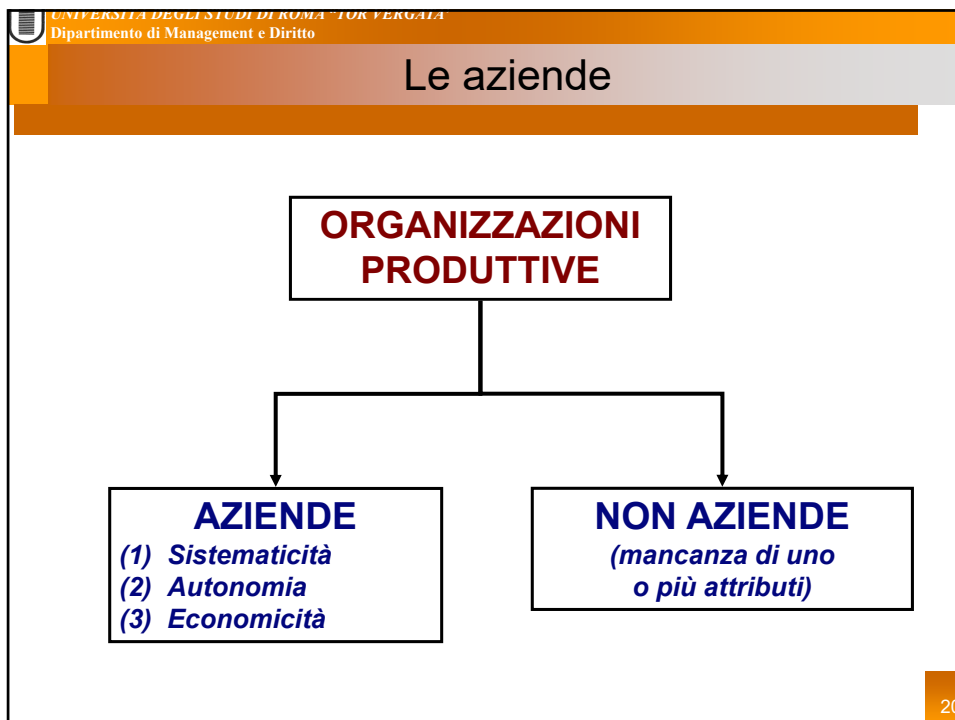 UNIVERSITÀ DEGLI STUDI DI ROMA "TOR VERGATA"
Dipartimento di Management e Diritto
Le aziende
ORGANIZZAZIONI
PRODUTTIVE
AZIENDE
(1) Sistematicità
(2) Autonomia
(3) Economicità
NON AZIENDE
(mancanza di uno
o più attributi)
20